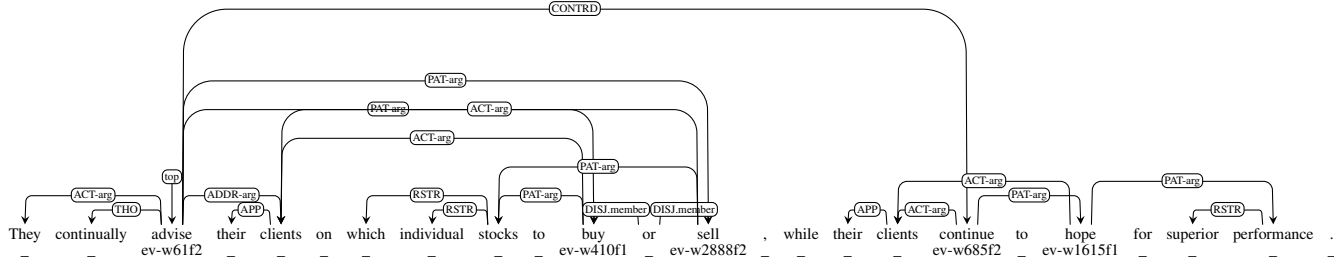 CONTRD
PAT-arg
PAT-arg ACT-arg
ACT-arg
PAT-arg
top
ACT-arg PAT-arg
ACT-arg ADDR-arg RSTR PAT-arg PAT-arg
THO APP RSTR DISJ.member DISJ.member APP ACT-arg RSTR
They continually advise their clients on which individual stocks to buy or sell , while their clients continue to hope for superior performance .
_ _ ev-w61f2 _ _ _ _ _ _ _ ev-w410f1 _ ev-w2888f2 _ _ _ _ ev-w685f2 _ ev-w1615f1 _ _ _ _